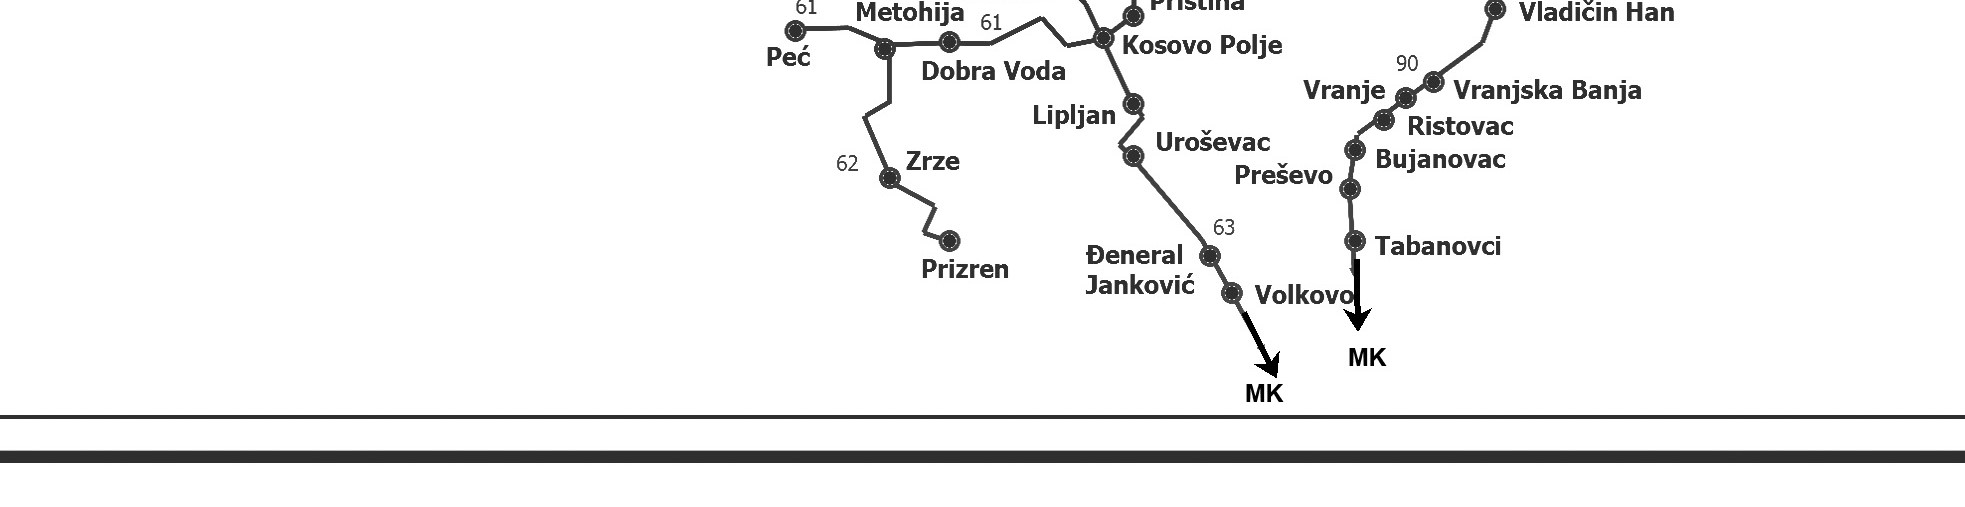 61
Metohija
61
Priština
Vladičin Han
Peć
Dobra Voda
Kosovo Polje
90
Vranje
Vranjska Banja
Lipljan
Ristovac
Uroševac
Bujanovac
62
Zrze
Preševo
63
Đeneral
Janković
Tabanovci
Prizren
Volkovo
MK
MK